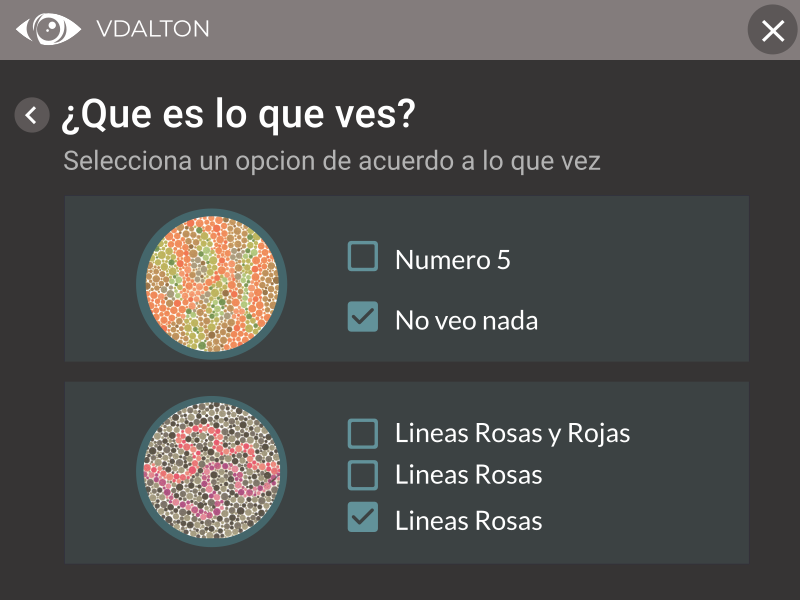 VDALTON
¿Que es lo que ves?
Selecciona un opcion de acuerdo a lo que vez
Numero 5
No veo nada
Lineas Rosas y Rojas
Lineas Rosas
Lineas Rosas